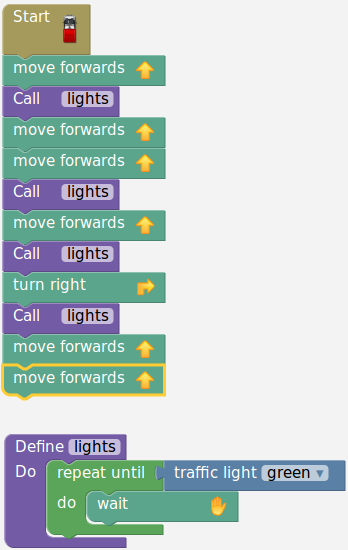 Start
move forwards
Call lights
move forwards
move forwards
Call lights
move forwards
Call lights
turn right
Call lights
move forwards
move forwards
Define lights
Do repeat until traffic light green
do wait